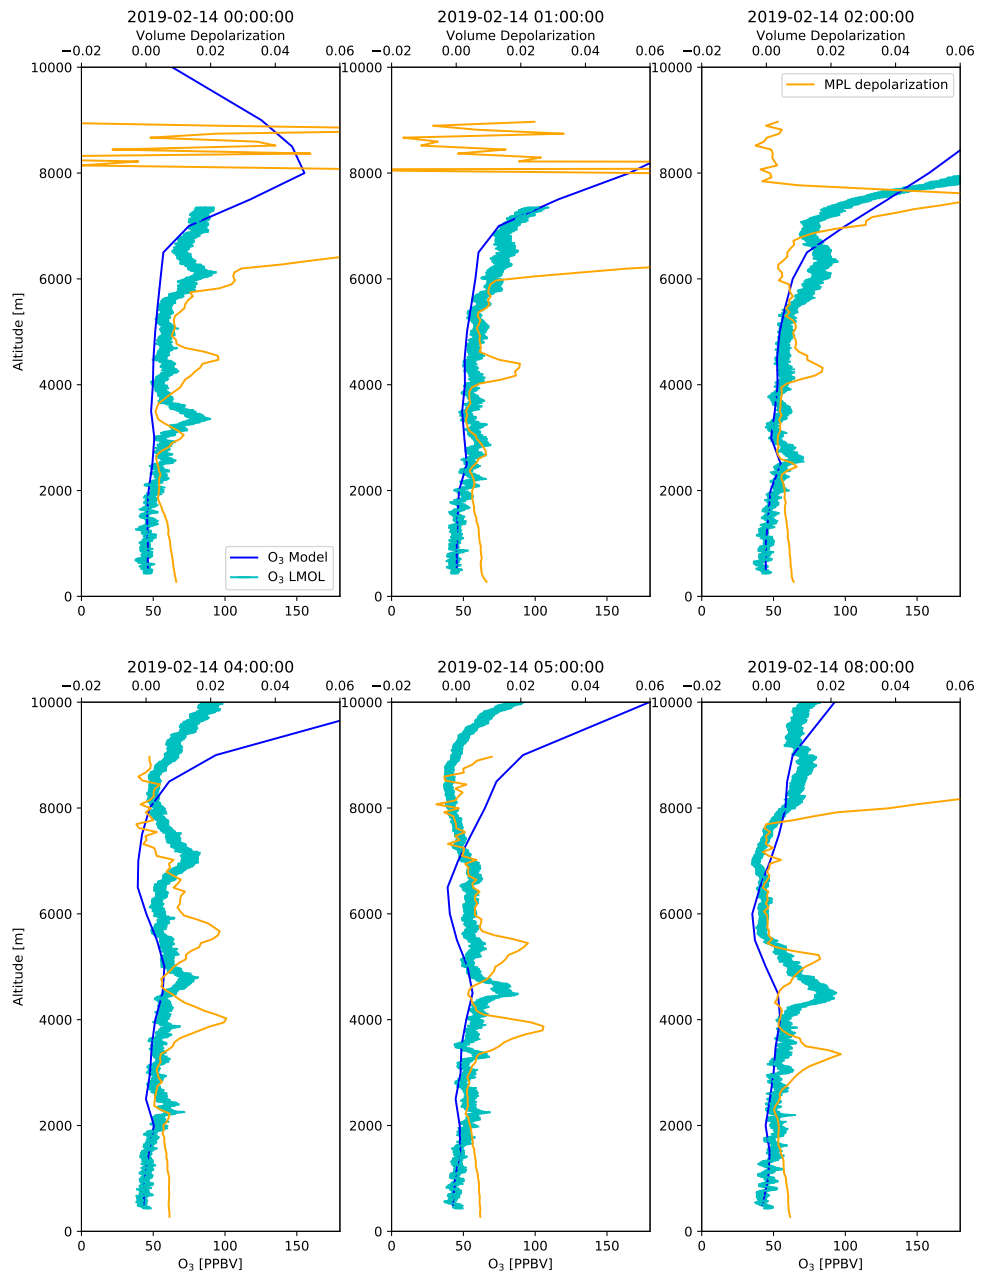 2019-02-14 00:00:00
Volume Depolarization
−0.02 0.00 0.02 0.04 0.06
10000
8000
6000
4000
2000
0
Altitude [m]
O3 Model
O3 LMOL
0 50 100 150
2019-02-14 01:00:00
Volume Depolarization
−0.02 0.00 0.02 0.04 0.06
10000
8000
6000
4000
2000
0
0 50 100 150
2019-02-14 02:00:00
Volume Depolarization
−0.02 0.00 0.02 0.04 0.06
MPL depolarization
10000
8000
6000
4000
2000
0
0 50 100 150
2019-02-14 04:00:00
−0.02 0.00 0.02 0.04 0.06
10000
8000
6000
4000
2000
0
Altitude [m]
0 50 100 150
O3 [PPBV]
2019-02-14 05:00:00
−0.02 0.00 0.02 0.04 0.06
10000
8000
6000
4000
2000
0
0 50 100 150
O3 [PPBV]
2019-02-14 08:00:00
−0.02 0.00 0.02 0.04 0.06
10000
8000
6000
4000
2000
0
0 50 100 150
O3 [PPBV]